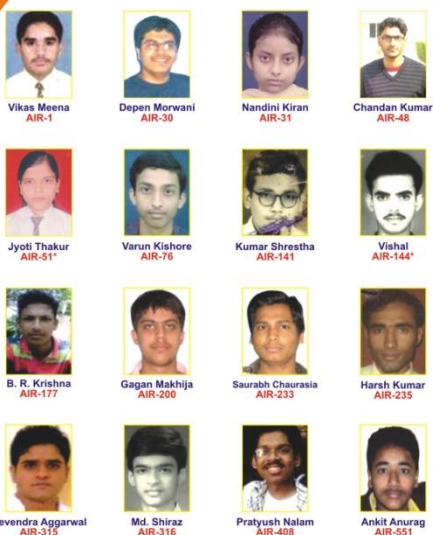 Vikas Meena
AIR-1
Depen Morwani
AIR-30
Nandini Kiran
AIR-31
Chandan Kumar
AIR-48
Jyoti Thakur
AIR-51*
Varun Kishore
AIR-76
Kumar Shrestha
AIR-141
Vishal
AIR-144*
B. R. Krishna
AIR-177
Gagan Makhija
AIR-200
Saurabh Chaurasia
AIR-233
Harsh Kumar
AIR-235
evendra Aggarwal
AIR-315
Md. Shiraz
AIR-316
Pratyush Nalam
AIR-408
Ankit Anurag
AIR-551